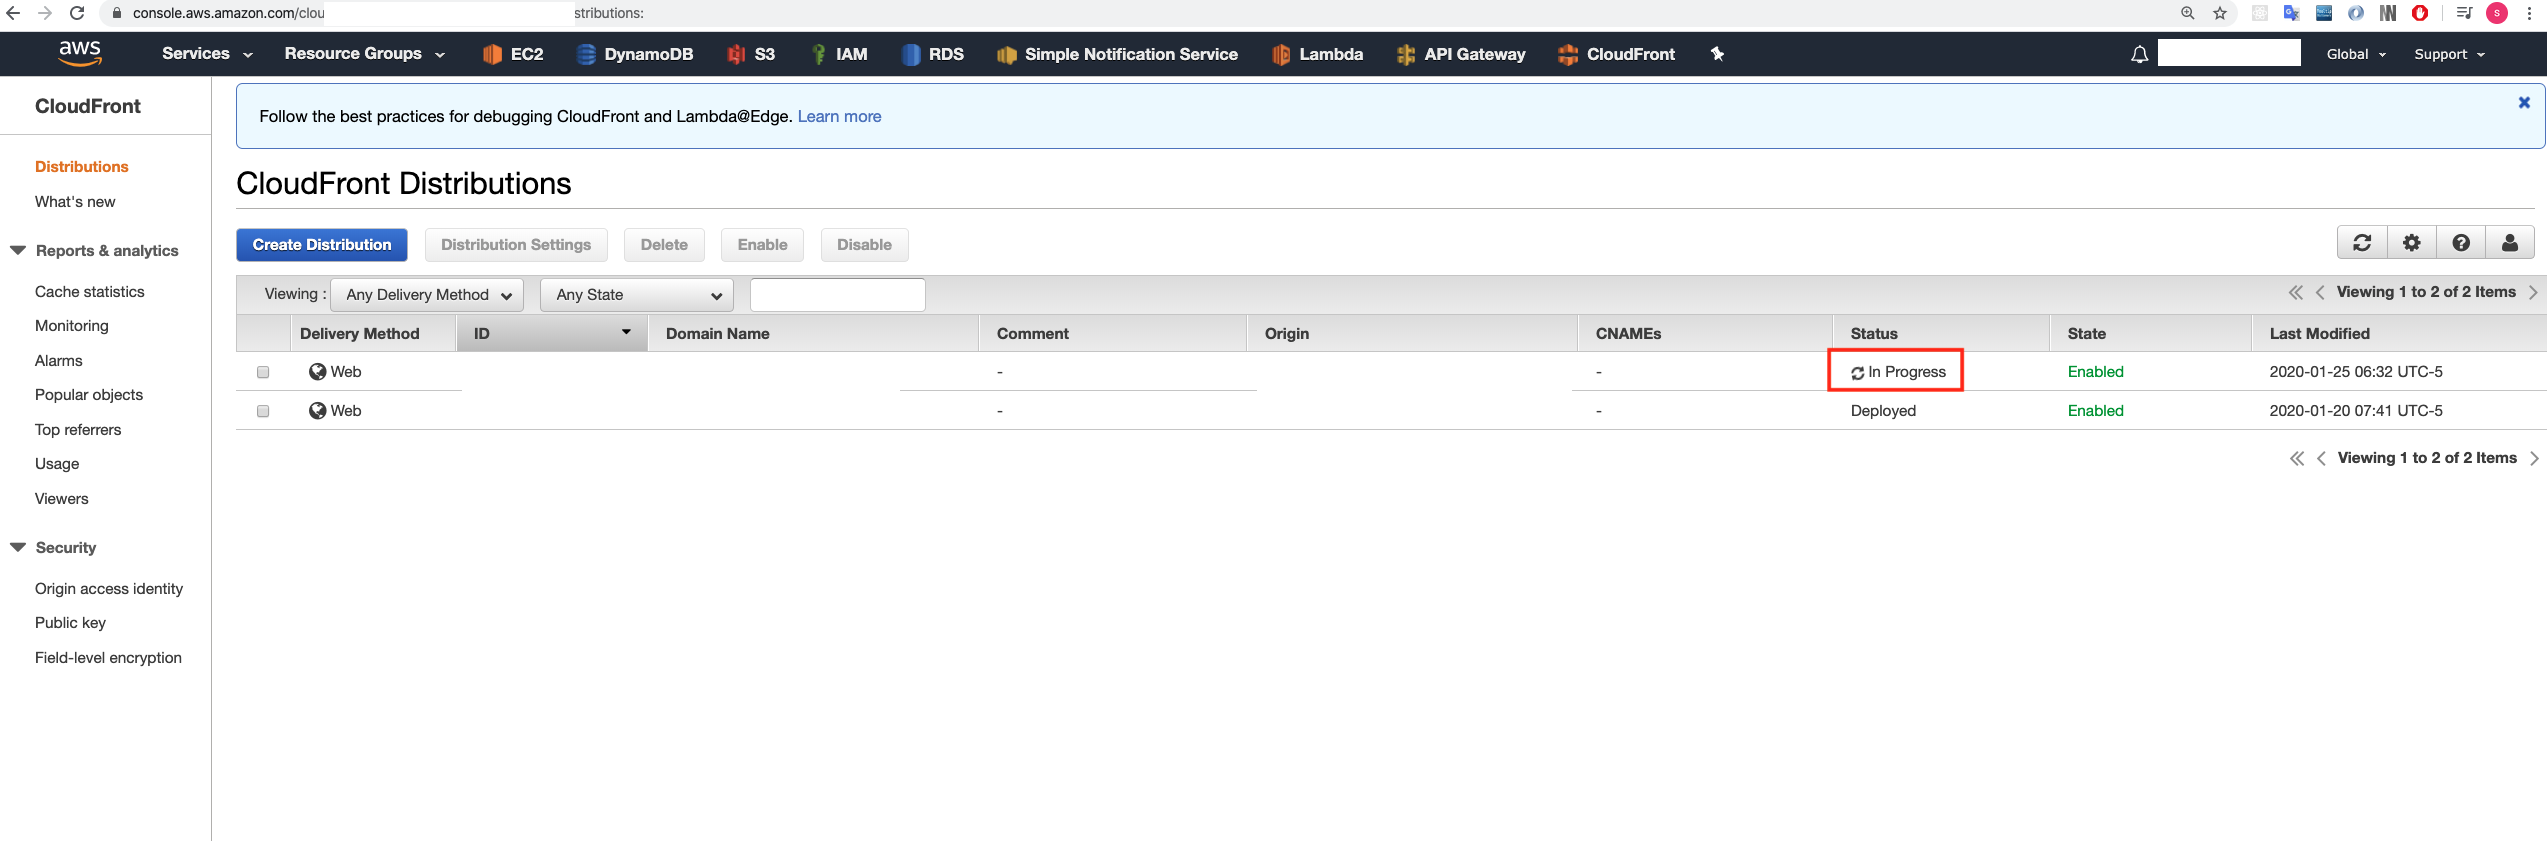 console.aws.amazon.com/clou stributions:
aws Services Resource Groups EC2 DynamoDB S3 IAM RDS Simple Notification Service Lambda API Gateway CloudFront Global Support
CloudFront
Distributions
What's new
Reports & analytics
Cache statistics
Monitoring
Alarms
Popular objects
Top referrers
Usage
Viewers
Security
Origin access identity
Public key
Field-level encryption
Follow the best practices for debugging CloudFront and Lambda@Edge. Learn more
CloudFront Distributions
Create Distribution Distribution Settings Delete Enable Disable
Viewing : Any Delivery Method Any State Viewing 1 to 2 of 2 Items
Delivery Method ID Domain Name Comment Origin CNAMEs Status State Last Modified
Web - - In Progress Enabled 2020-01-25 06:32 UTC-5
Web - - Deployed Enabled 2020-01-20 07:41 UTC-5
Viewing 1 to 2 of 2 Items